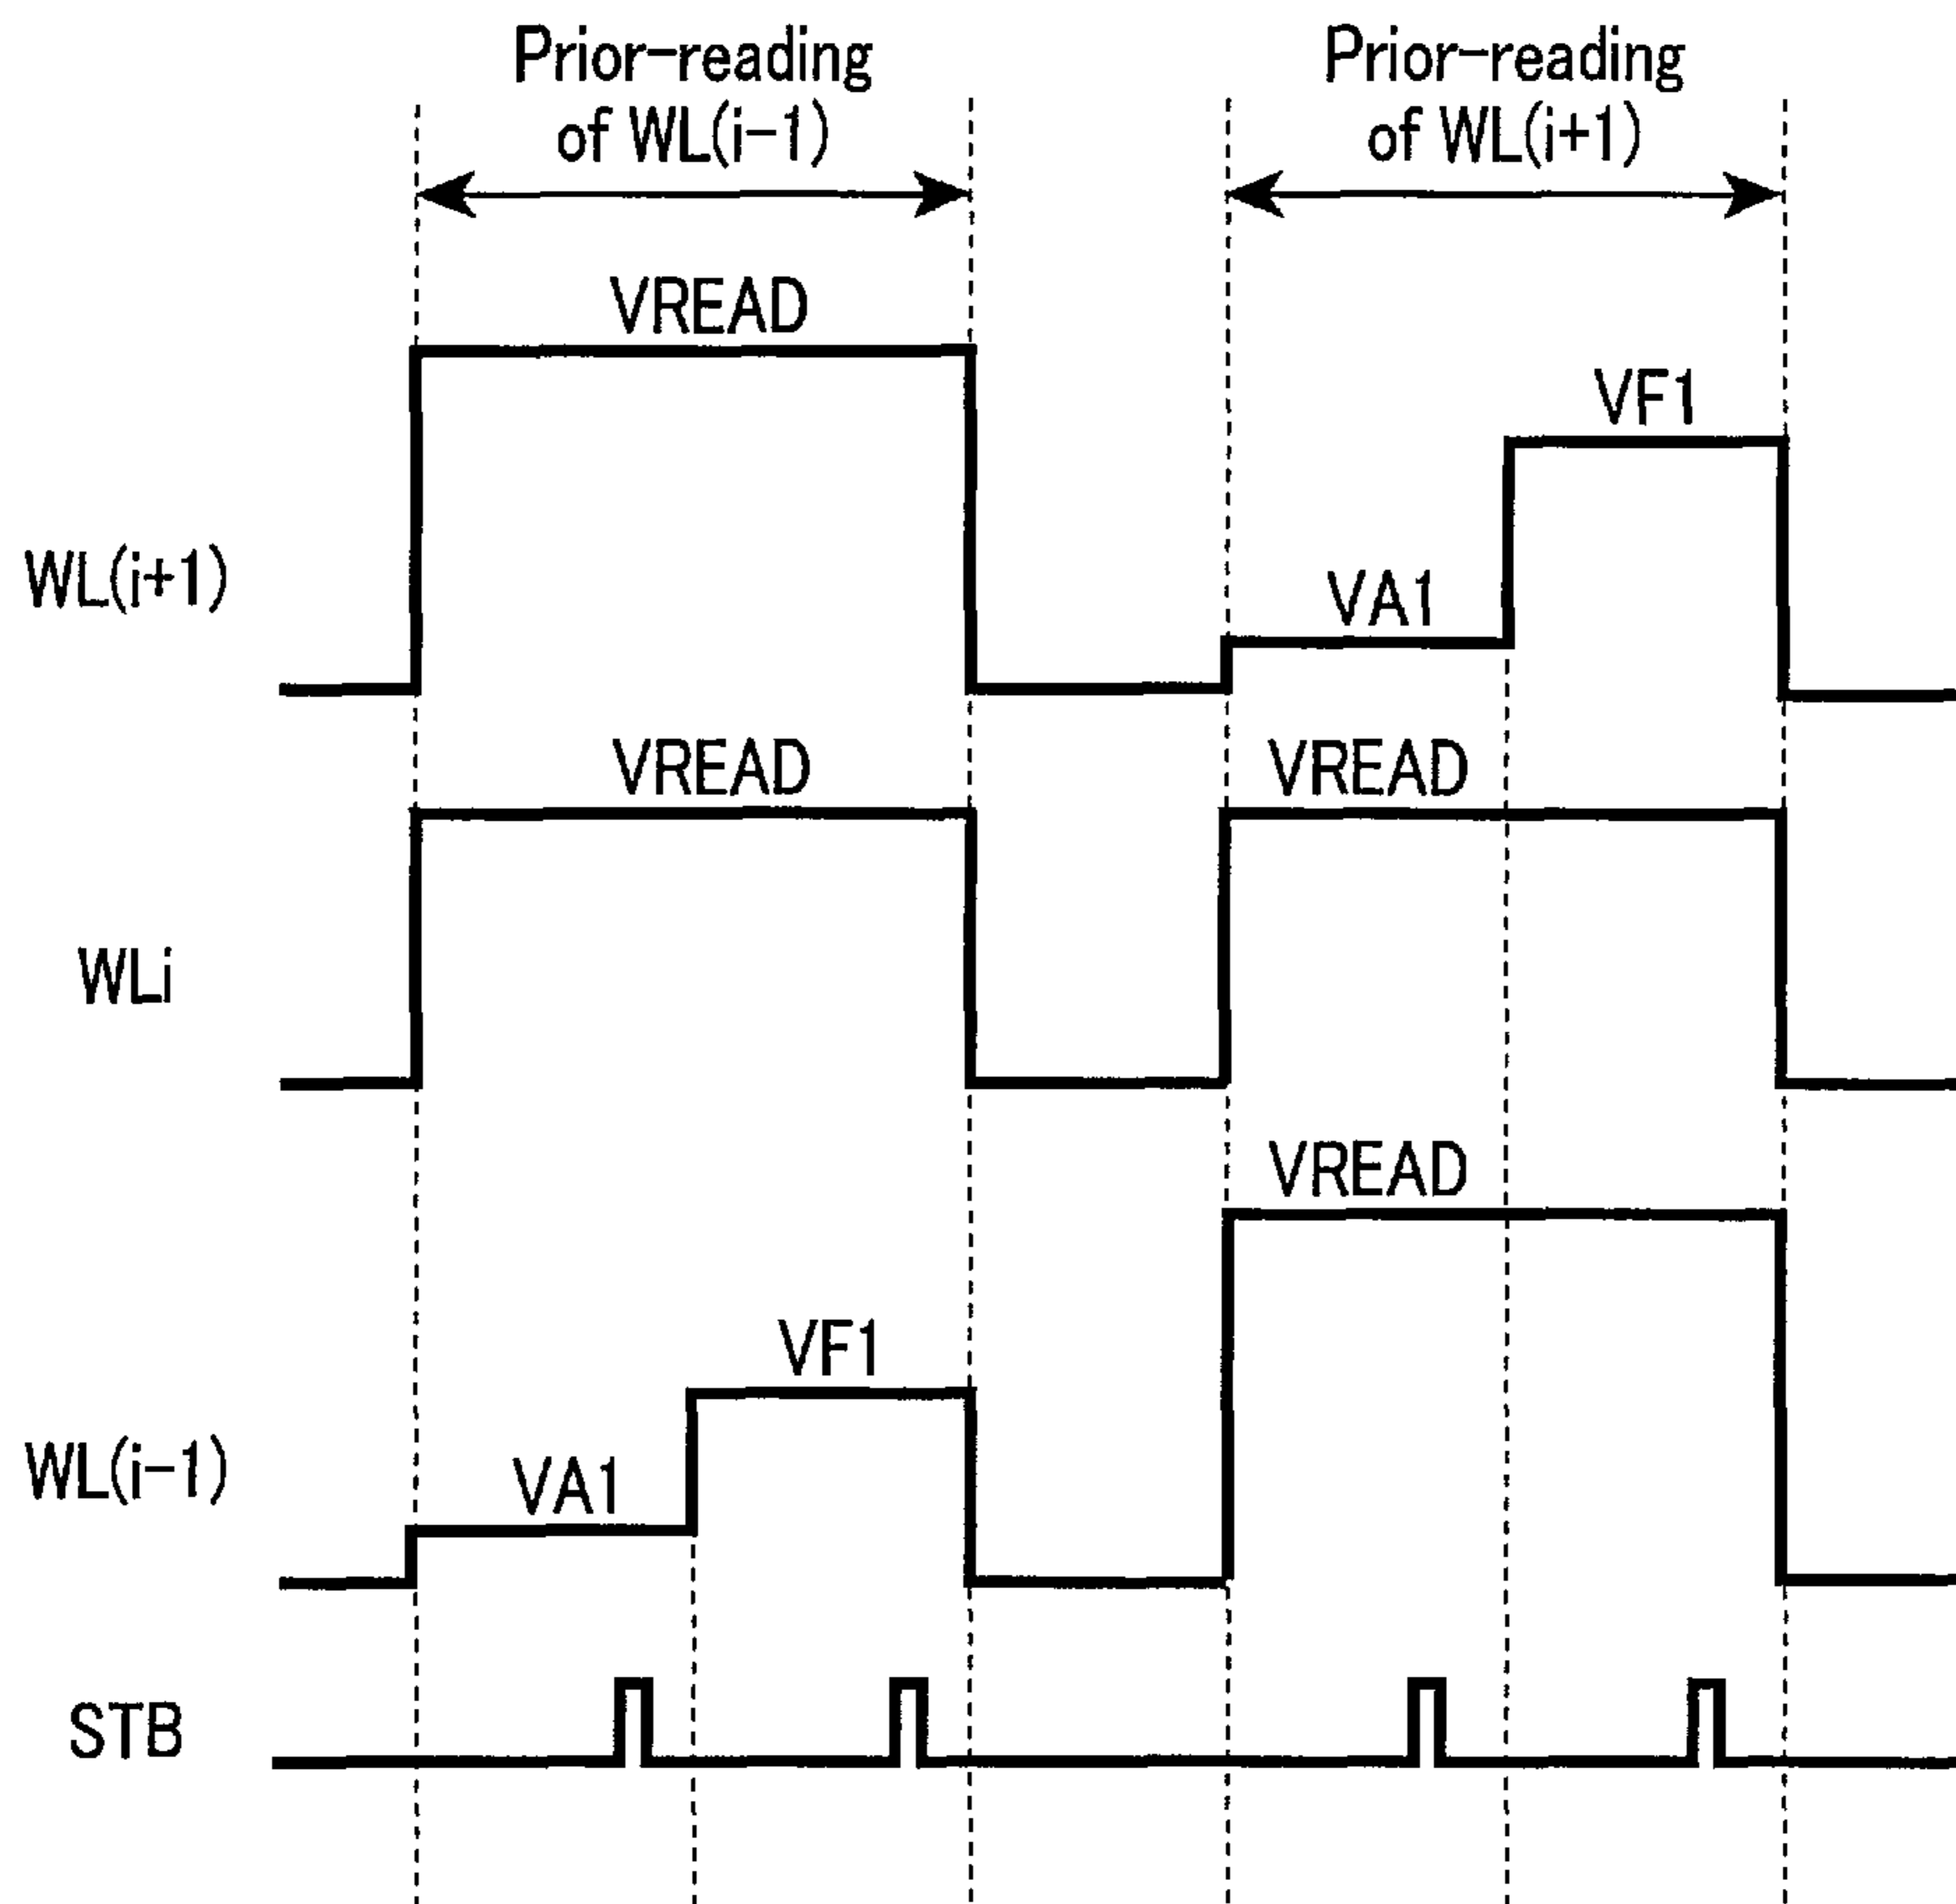 Prior-reading
of WL(i-1)
Prior-reading
of WL(i+1)
VREAD
VF1
WL(i+1)
VA1
VREAD
VREAD
WLi
VREAD
VF1
WL(i-1)
VA1
STB